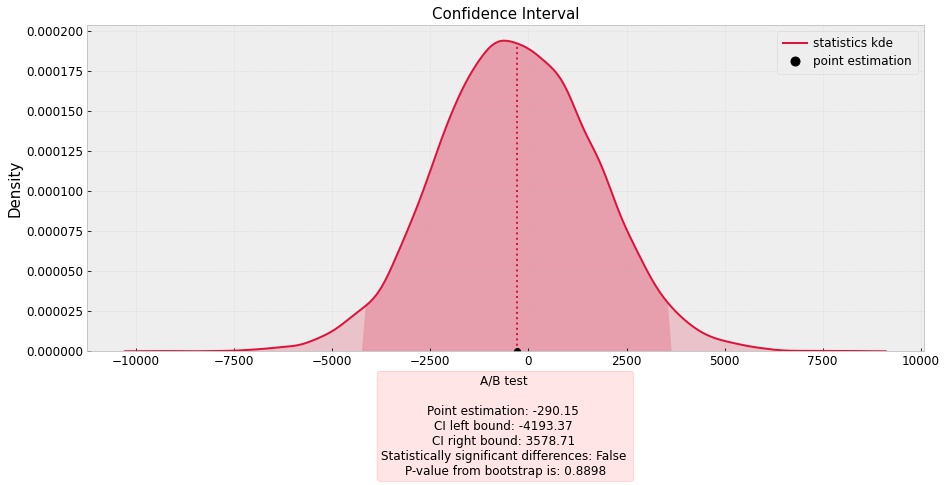 Confidence Interval
statistics kde
point estimation
Density
0.000200
0.000175
0.000150
0.000125
0.000100
0.000075
0.000050
0.000025
0.000000
−10000 −7500 −5000 −2500 0 2500 5000 7500 10000
A/B test
Point estimation: -290.15
CI left bound: -4193.37
CI right bound: 3578.71
Statistically significant differences: False
P-value from bootstrap is: 0.8898